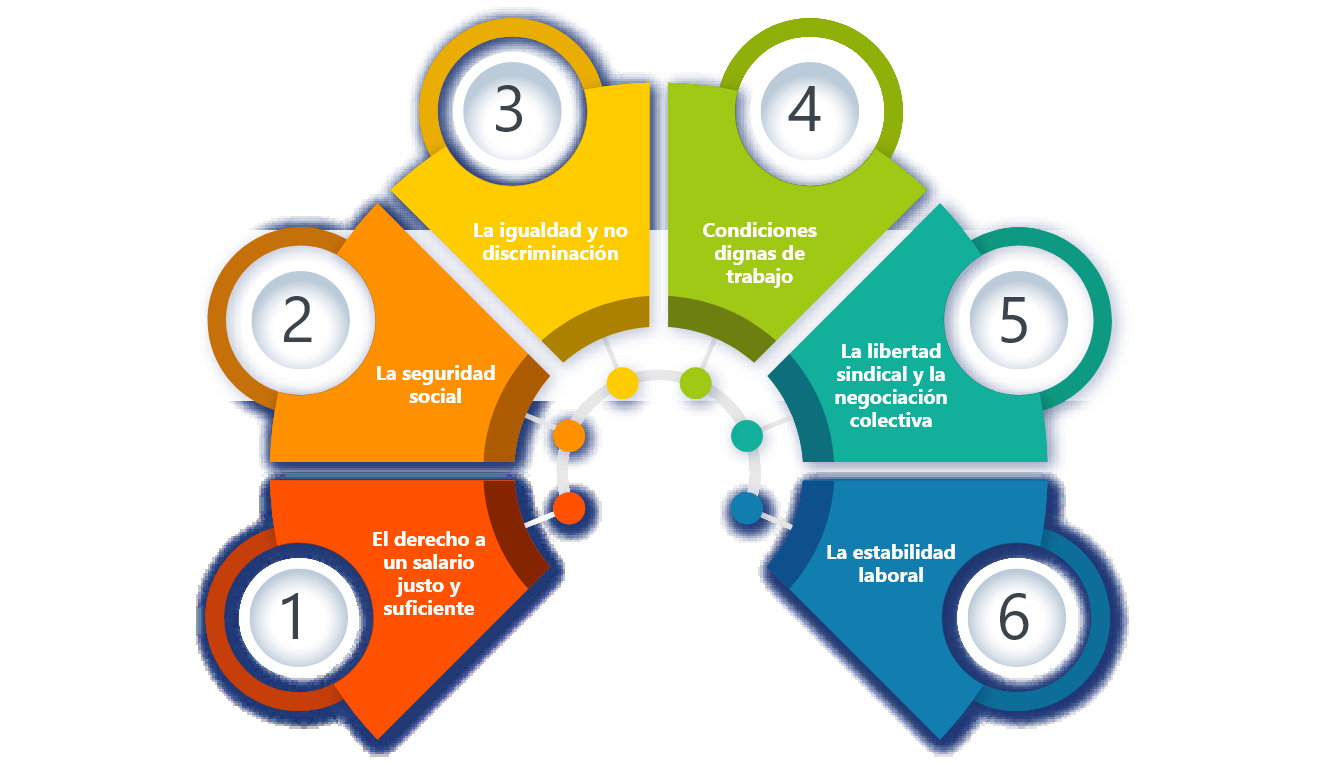 1
El derecho a
un salario
justo y
suficiente
2
La seguridad
social
3
La igualdad y no
discriminación
4
Condiciones
dignas de
trabajo
5
La libertad
sindical y la
negociación
colectiva
6
La estabilidad
laboral